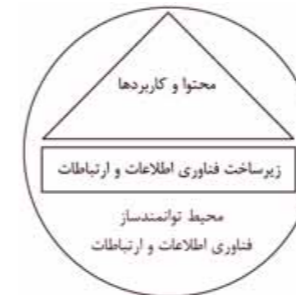 محتوا و کاربردها
زیرساخت فناوری اطلاعات و ارتباطات
محیط توانمندساز
فناوری اطلاعات و ارتباطات